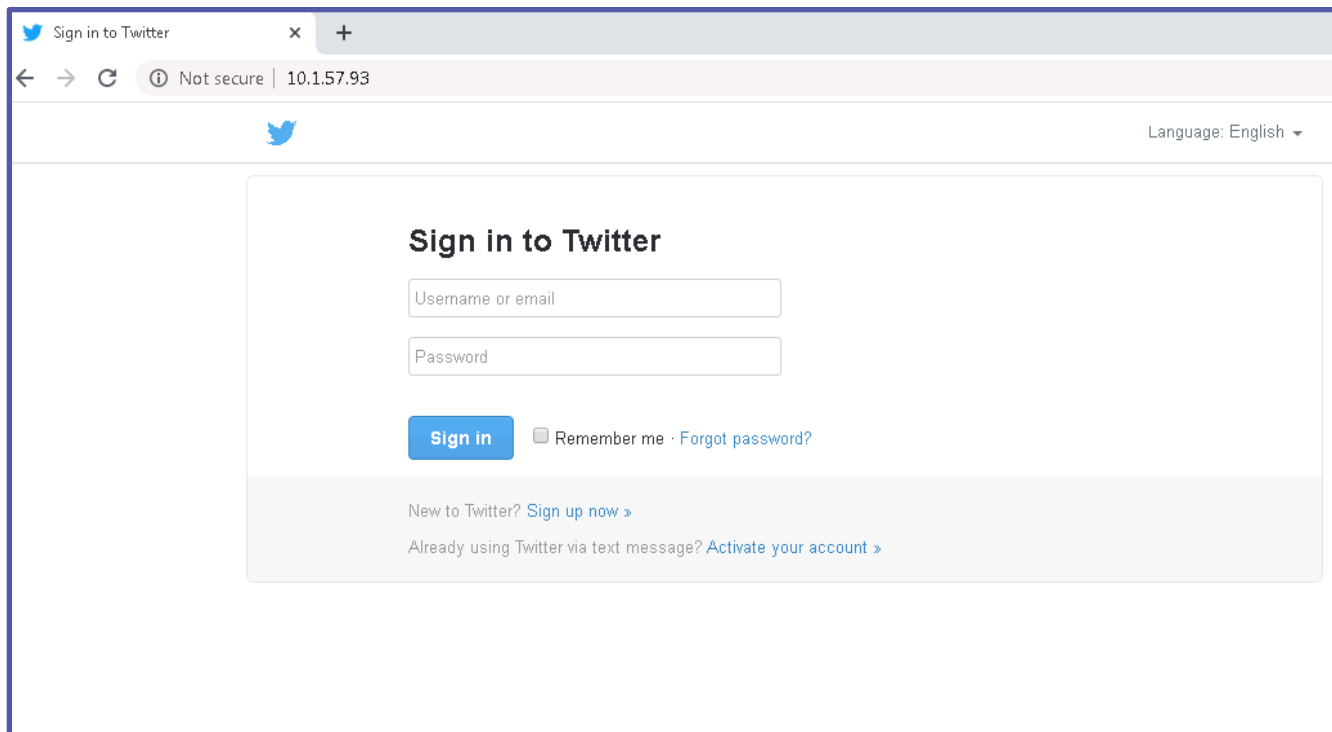 Sign in to Twitter
Not secure | 10.1.57.93
Language: English
Sign in to Twitter
Username or email
Password
Sign in Remember me · Forgot password?
New to Twitter? Sign up now »
Already using Twitter via text message? Activate your account »